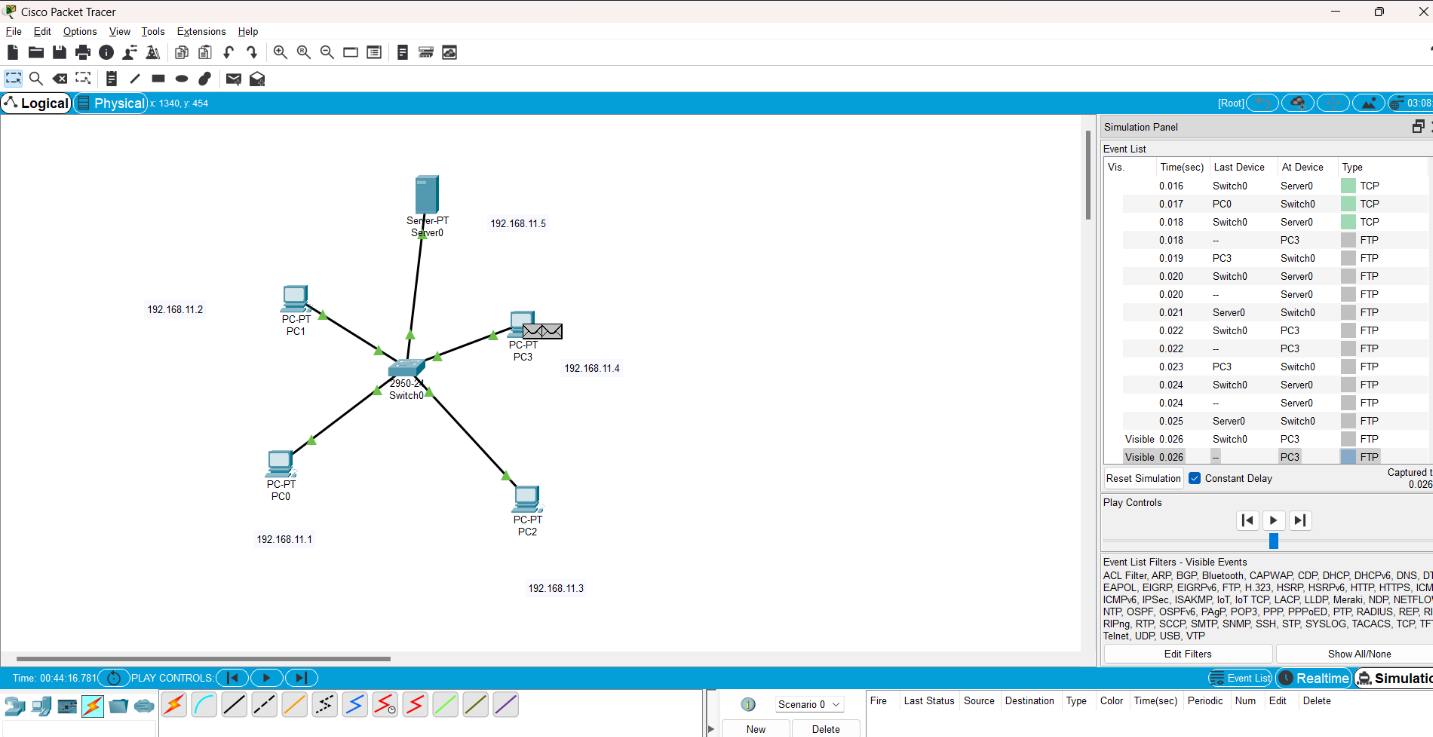 Cisco Packet Tracer
File Edit Options View Tools Extensions Help
Logical Physical x: 1340, y: 454 [Root] 03:08
Simulation Panel
Event List
Vis. Time(sec) Last Device At Device Type
0.016 Switch0 Server0 TCP
0.017 PC0 Switch0 TCP
0.018 Switch0 Server0 TCP
0.018 -- PC3 FTP
0.019 PC3 Switch0 FTP
0.020 Switch0 Server0 FTP
0.020 -- Server0 FTP
0.021 Server0 Switch0 FTP
0.022 Switch0 PC3 FTP
0.022 -- PC3 FTP
0.023 PC3 Switch0 FTP
0.024 Switch0 Server0 FTP
0.024 -- Server0 FTP
0.025 Server0 Switch0 FTP
Visible 0.026 Switch0 PC3 FTP
Visible 0.026 -- PC3 FTP
Reset Simulation Constant Delay Captured t
0.026
Play Controls
Event List Filters - Visible Events
ACL Filter, ARP, BGP, Bluetooth, CAPWAP, CDP, DHCP, DHCPv6, DNS, DT
EAPOL, EIGRP, EIGRPv6, FTP, H.323, HSRP, HSRPv6, HTTP, HTTPS, ICM
ICMPv6, IPSec, ISAKMP, IoT, IoT TCP, LACP, LLDP, Meraki, NDP, NETFLO
NTP, OSPF, OSPFv6, PAgP, POP3, PPP, PPPoED, PTP, RADIUS, REP, RI
RIPng, RTP, SCCP, SMTP, SNMP, SSH, STP, SYSLOG, TACACS, TCP, TF
Telnet, UDP, USB, VTP
Edit Filters Show All/None
Server-PT
Server0
192.168.11.5
192.168.11.2
PC-PT
PC1
PC-PT
PC3
192.168.11.4
2950-24
Switch0
PC-PT
PC0
192.168.11.1
PC-PT
PC2
192.168.11.3
Time: 00:44:16.781 PLAY CONTROLS: Event List Realtime Simulatio
Scenario 0
New Delete
Fire Last Status Source Destination Type Color Time(sec) Periodic Num Edit Delete